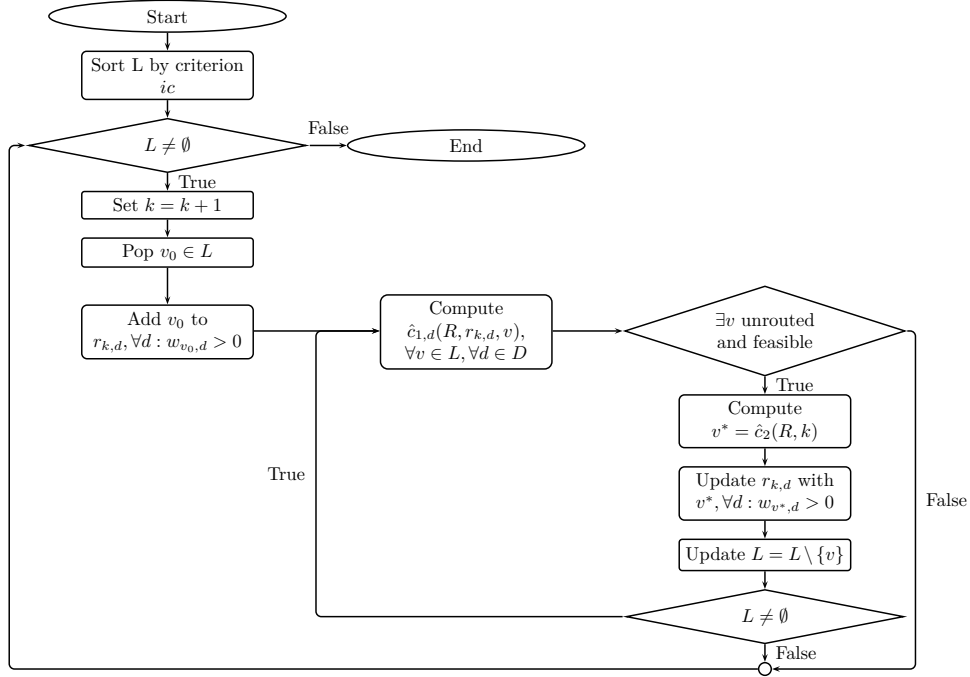 Start
Sort L by criterion
ic
L ≠ ∅
False
End
True
Set k = k + 1
Pop v₀ ∈ L
Add v₀ to
r_{k,d}, ∀d : w_{v₀,d} > 0
Compute
ĉ_{1,d}(R, r_{k,d}, v),
∀v ∈ L, ∀d ∈ D
∃v unrouted
and feasible
True
Compute
v* = ĉ₂(R, k)
True
Update r_{k,d} with
v*, ∀d : w_{v*,d} > 0
False
Update L = L \ {v}
L ≠ ∅
False